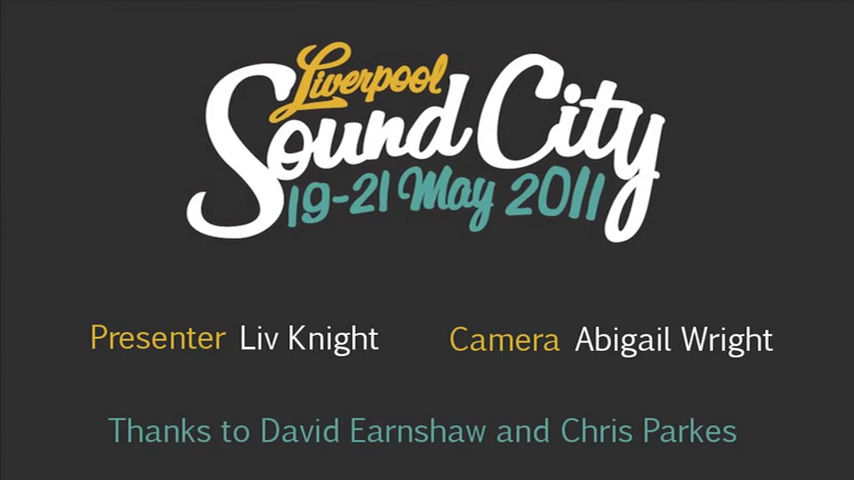 Liverpool
Sound City
19-21 May 2011
Presenter Liv Knight Camera Abigail Wright
Thanks to David Earnshaw and Chris Parkes